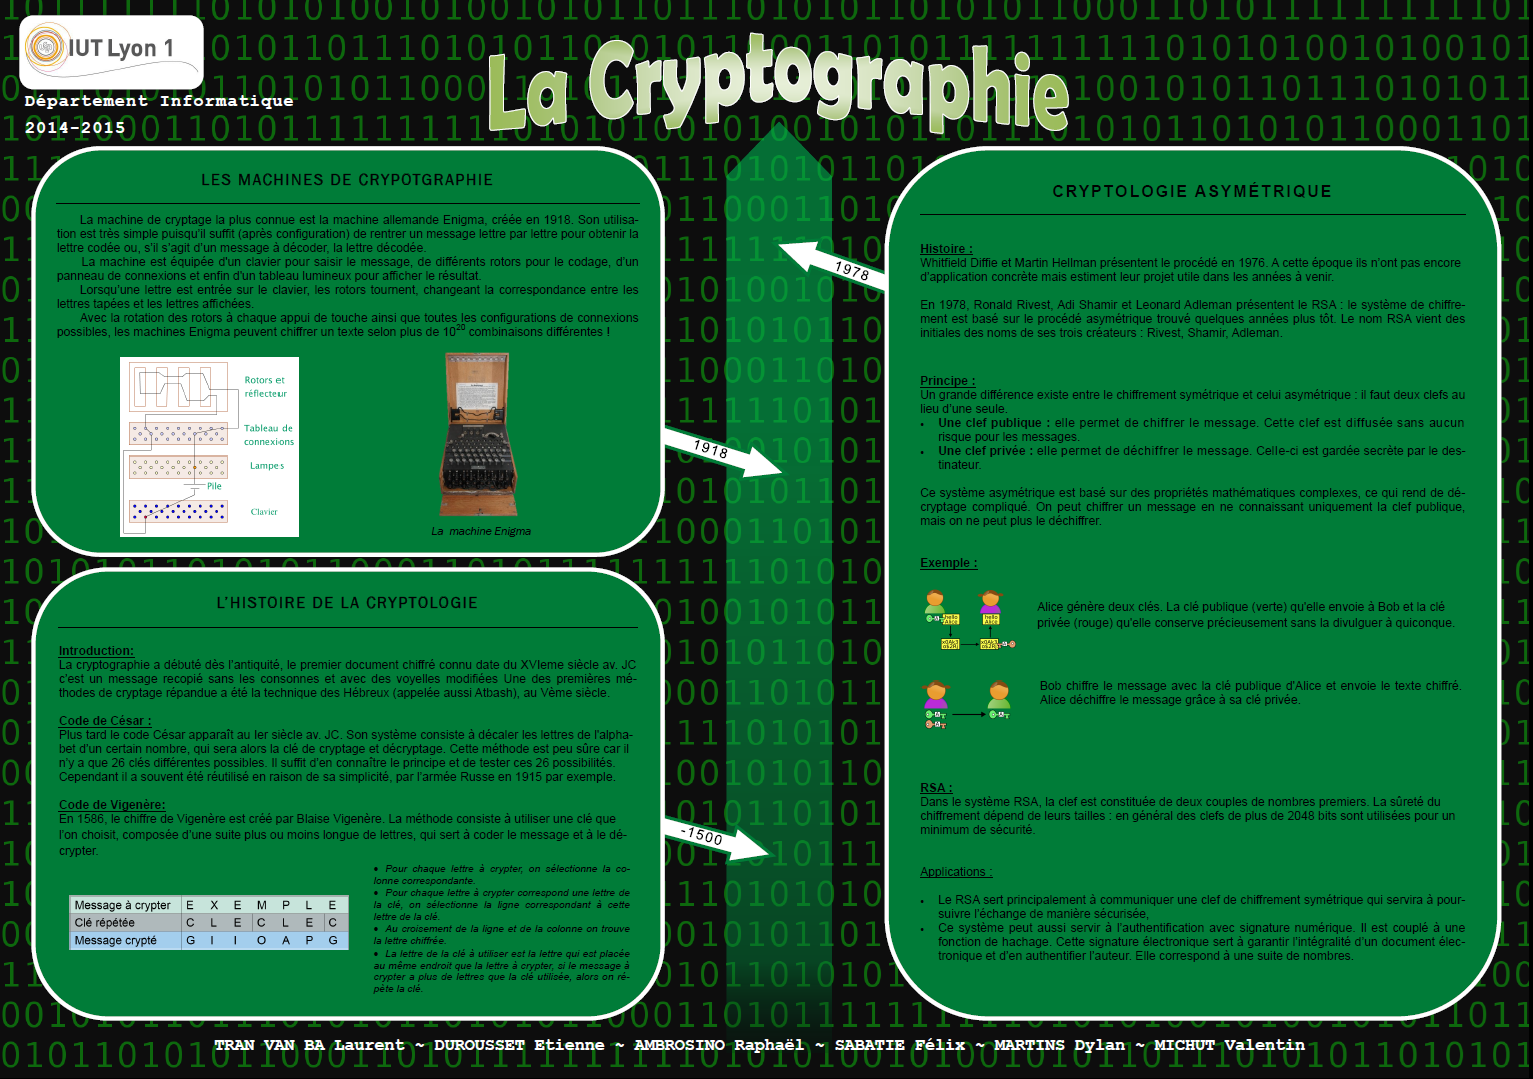 IUT Lyon 1
Département Informatique
2014-2015
La Cryptographie
LES MACHINES DE CRYPOTGRAPHIE
La machine de cryptage la plus connue est la machine allemande Enigma, créée en 1918. Son utilisa-
tion est très simple puisqu'il suffit (après configuration) de rentrer un message lettre par lettre pour obtenir la
lettre codée ou, s'il s'agit d'un message à décoder, la lettre décodée.
La machine est équipée d'un clavier pour saisir le message, de différents rotors pour le codage, d'un
panneau de connexions et enfin d'un tableau lumineux pour afficher le résultat.
Lorsqu'une lettre est entrée sur le clavier, les rotors tournent, changeant la correspondance entre les
lettres tapées et les lettres affichées.
Avec la rotation des rotors à chaque appui de touche ainsi que toutes les configurations de connexions
possibles, les machines Enigma peuvent chiffrer un texte selon plus de 10²⁰ combinaisons différentes !
Rotors et
réflecteur
Tableau de
connexions
Lampes
Pile
Clavier
La machine Enigma
1918
L'HISTOIRE DE LA CRYPTOLOGIE
Introduction:
La cryptographie a débuté dès l'antiquité, le premier document chiffré connu date du XVIeme siècle av. JC
c'est un message recopié sans les consonnes et avec des voyelles modifiées Une des premières mé-
thodes de cryptage répandue a été la technique des Hébreux (appelée aussi Atbash), au Vème siècle.
Code de César :
Plus tard le code César apparaît au Ier siècle av. JC. Son système consiste à décaler les lettres de l'alpha-
bet d'un certain nombre, qui sera alors la clé de cryptage et décryptage. Cette méthode est peu sûre car il
n'y a que 26 clés différentes possibles. Il suffit d'en connaître le principe et de tester ces 26 possibilités.
Cependant il a souvent été réutilisé en raison de sa simplicité, par l'armée Russe en 1915 par exemple.
Code de Vigenère:
En 1586, le chiffre de Vigenère est créé par Blaise Vigenère. La méthode consiste à utiliser une clé que
l'on choisit, composée d'une suite plus ou moins longue de lettres, qui sert à coder le message et à le dé-
crypter.
Message à crypter E X E M P L E
Clé répétée C L E C L E C
Message crypté G I I O A P G
• Pour chaque lettre à crypter, on sélectionne la co-
lonne correspondante.
• Pour chaque lettre à crypter correspond une lettre de
la clé, on sélectionne la ligne correspondant à cette
lettre de la clé.
• Au croisement de la ligne et de la colonne on trouve
la lettre chiffrée.
• La lettre de la clé à utiliser est la lettre qui est placée
au même endroit que la lettre à crypter, si le message à
crypter a plus de lettres que la clé utilisée, alors on ré-
pète la clé.
-1500
1978
CRYPTOLOGIE ASYMÉTRIQUE
Histoire :
Whitfield Diffie et Martin Hellman présentent le procédé en 1976. A cette époque ils n'ont pas encore
d'application concrète mais estiment leur projet utile dans les années à venir.
En 1978, Ronald Rivest, Adi Shamir et Leonard Adleman présentent le RSA : le système de chiffre-
ment est basé sur le procédé asymétrique trouvé quelques années plus tôt. Le nom RSA vient des
initiales des noms de ses trois créateurs : Rivest, Shamir, Adleman.
Principe :
Un grande différence existe entre le chiffrement symétrique et celui asymétrique : il faut deux clefs au
lieu d'une seule.
• Une clef publique : elle permet de chiffrer le message. Cette clef est diffusée sans aucun
risque pour les messages.
• Une clef privée : elle permet de déchiffrer le message. Celle-ci est gardée secrète par le des-
tinateur.
Ce système asymétrique est basé sur des propriétés mathématiques complexes, ce qui rend de dé-
cryptage compliqué. On peut chiffrer un message en ne connaissant uniquement la clef publique,
mais on ne peut plus le déchiffrer.
Exemple :
Alice génère deux clés. La clé publique (verte) qu'elle envoie à Bob et la clé
privée (rouge) qu'elle conserve précieusement sans la divulguer à quiconque.
Bob chiffre le message avec la clé publique d'Alice et envoie le texte chiffré.
Alice déchiffre le message grâce à sa clé privée.
RSA :
Dans le système RSA, la clef est constituée de deux couples de nombres premiers. La sûreté du
chiffrement dépend de leurs tailles : en général des clefs de plus de 2048 bits sont utilisées pour un
minimum de sécurité.
Applications :
• Le RSA sert principalement à communiquer une clef de chiffrement symétrique qui servira à pour-
suivre l'échange de manière sécurisée,
• Ce système peut aussi servir à l'authentification avec signature numérique. Il est couplé à une
fonction de hachage. Cette signature électronique sert à garantir l'intégralité d'un document élec-
tronique et d'en authentifier l'auteur. Elle correspond à une suite de nombres.
TRAN VAN BA Laurent ~ DUROUSSET Etienne ~ AMBROSINO Raphaël ~ SABATIE Félix ~ MARTINS Dylan ~ MICHUT Valentin